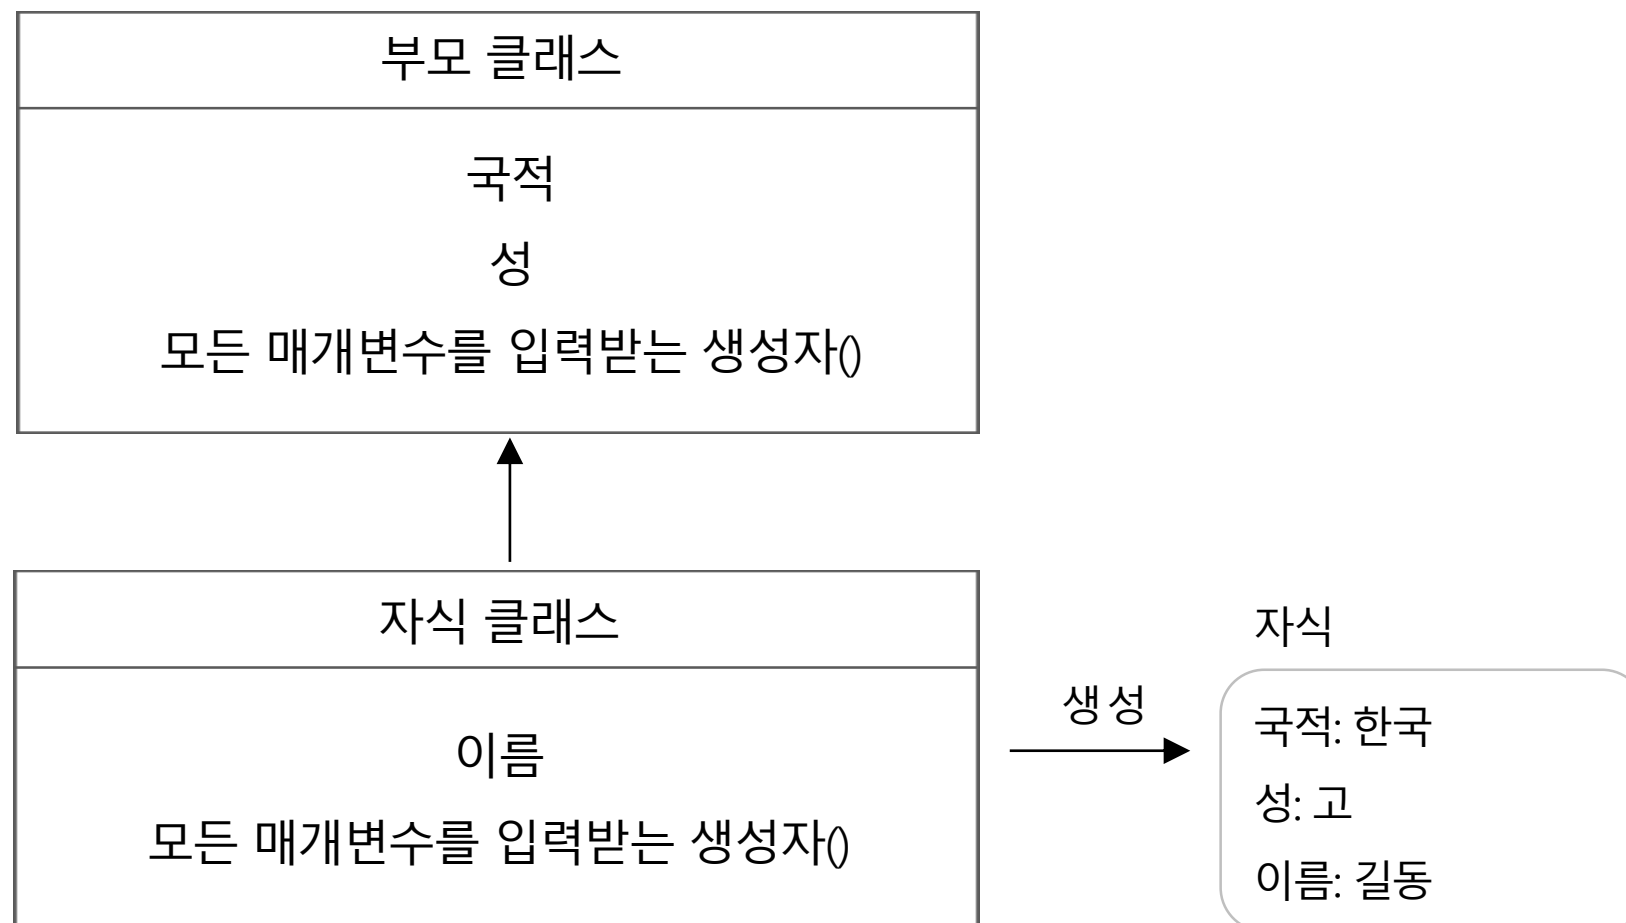 부모 클래스
국적
성
모든 매개변수를 입력받는 생성자()
자식 클래스
이름
모든 매개변수를 입력받는 생성자()
생성
자식
국적: 한국
성: 고
이름: 길동